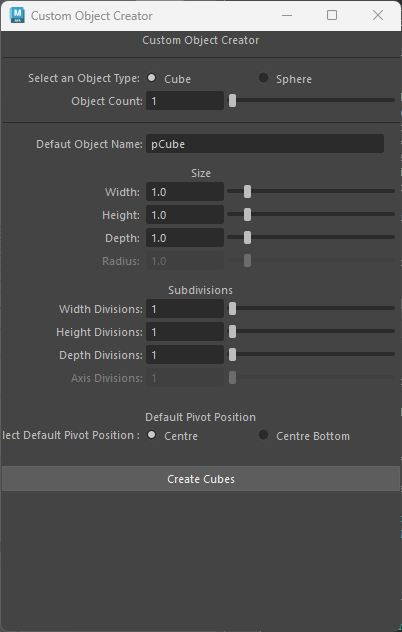 Custom Object Creator
Custom Object Creator
Select an Object Type: Cube Sphere
Object Count: 1
Defaut Object Name: pCube
Size
Width: 1.0
Height: 1.0
Depth: 1.0
Radius: 1.0
Subdivisions
Width Divisions: 1
Height Divisions: 1
Depth Divisions: 1
Axis Divisions: 1
Default Pivot Position
lect Default Pivot Position : Centre Centre Bottom
Create Cubes